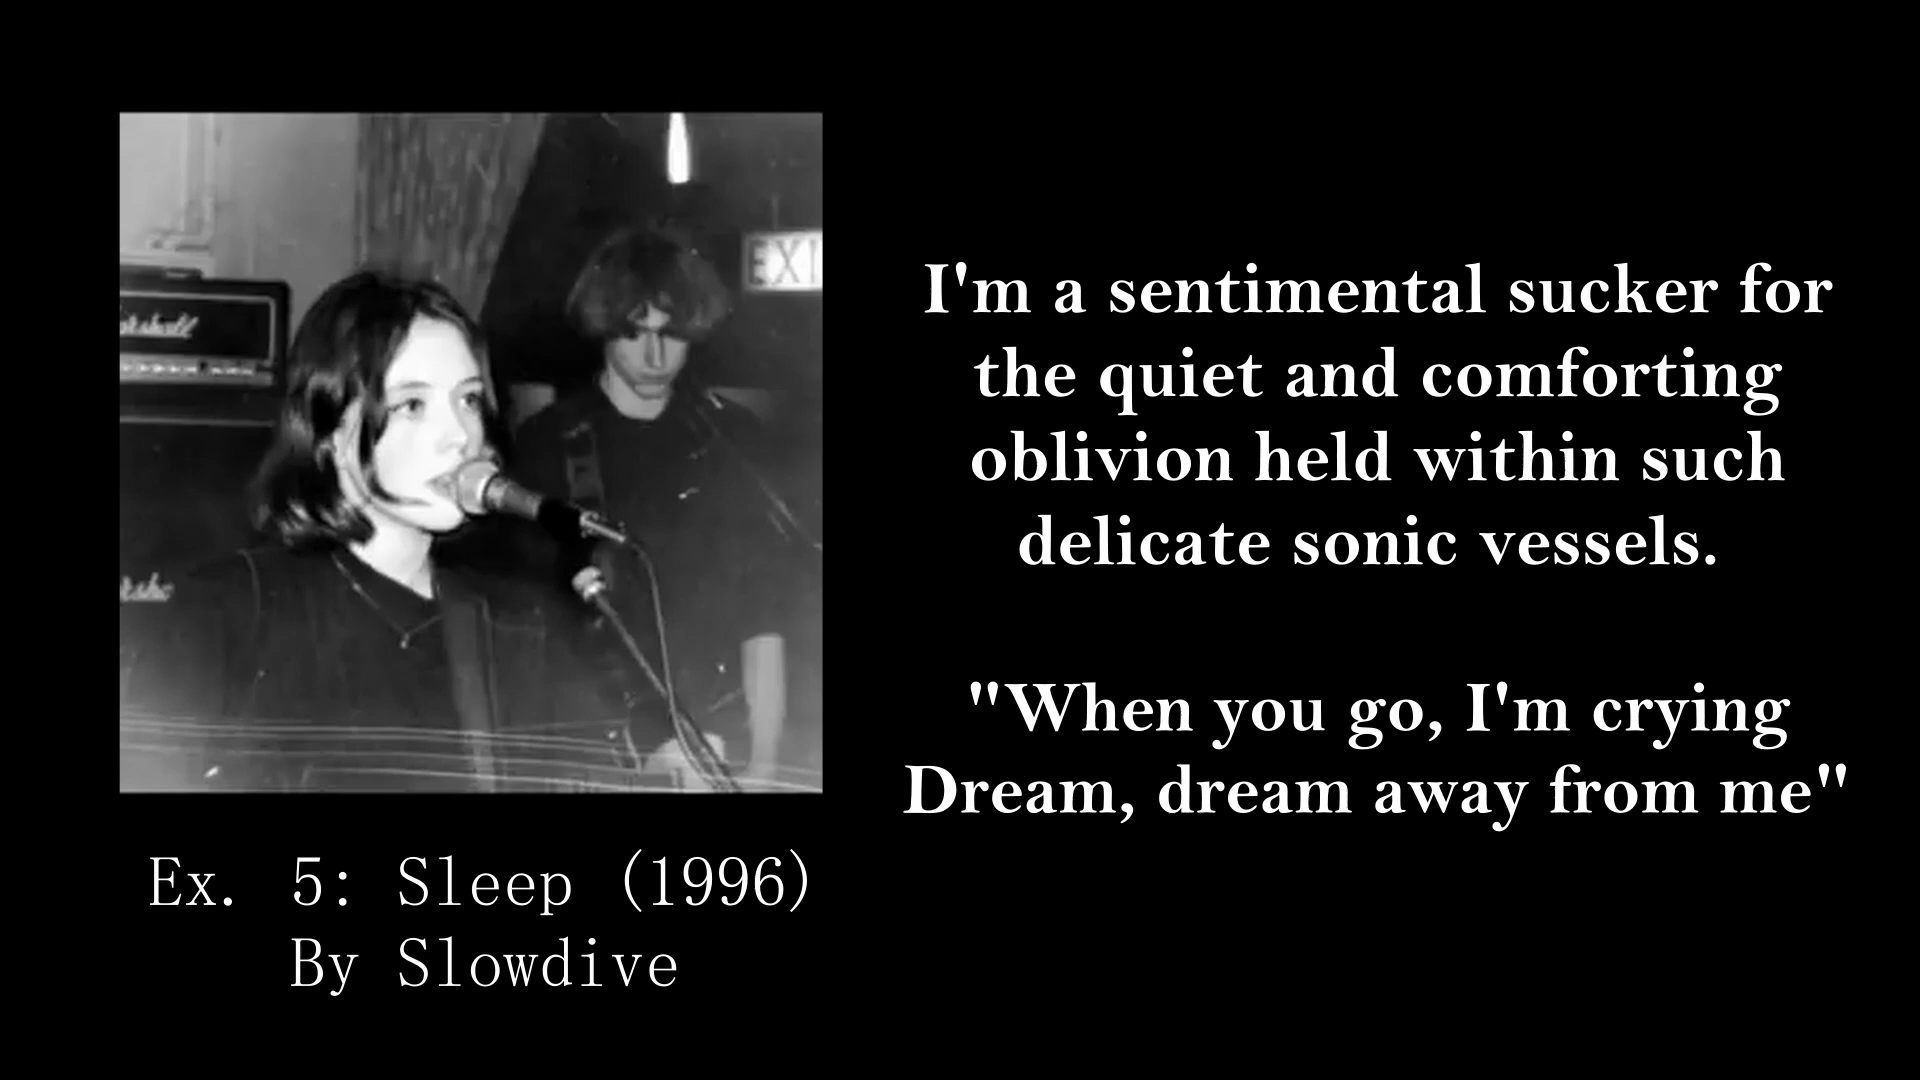 EXI
Ex. 5: Sleep (1996)
By Slowdive
I'm a sentimental sucker for
the quiet and comforting
oblivion held within such
delicate sonic vessels.
"When you go, I'm crying
Dream, dream away from me"